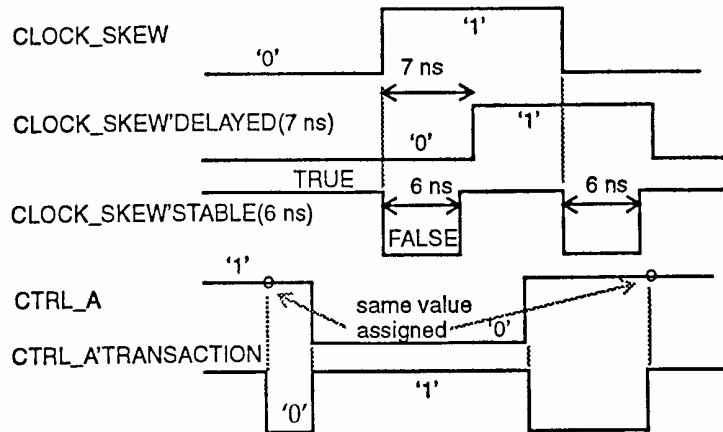 CLOCK_SKEW
'0'
'1'
7 ns
CLOCK_SKEW'DELAYED(7 ns)
'0'
'1'
TRUE
6 ns
6 ns
CLOCK_SKEW'STABLE(6 ns)
FALSE
'1'
CTRL_A
same value
assigned
'0'
CTRL_A'TRANSACTION
'0'
'1'